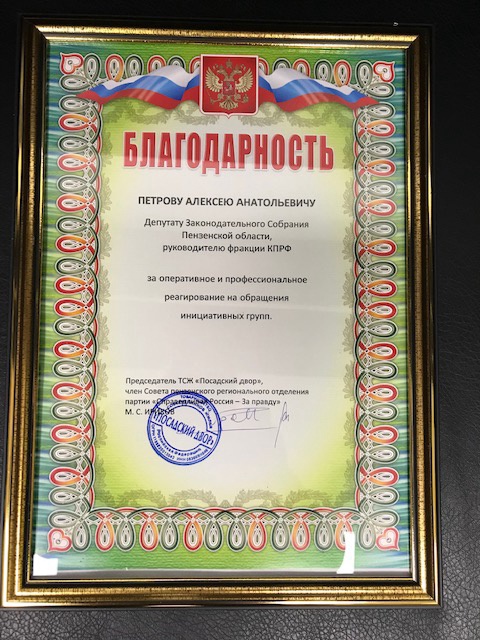 БЛАГОДАРНОСТЬ
ПЕТРОВУ АЛЕКСЕЮ АНАТОЛЬЕВИЧУ
Депутату Законодательного Собрания
Пензенской области,
руководителю фракции КПРФ
за оперативное и профессиональное
реагирование на обращения
инициативных групп.
Председатель ТСЖ «Посадский двор»,
член Совета пензенского регионального отделения
партии «Справедливая Россия – За правду»
М. С.
"ПОСАДСКИЙ ДВОР"